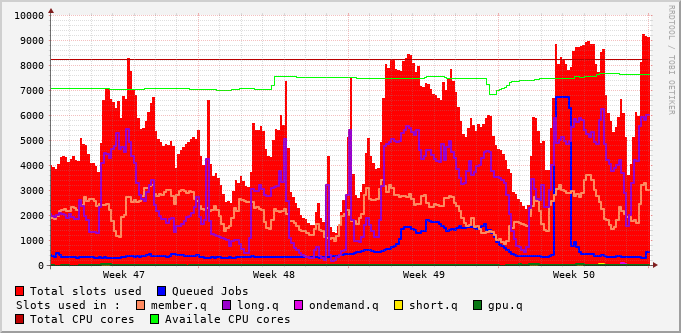 10000
9000
8000
7000
6000
5000
4000
3000
2000
1000
0
Week 47 Week 48 Week 49 Week 50
Total slots used Queued Jobs
Slots used in : member.q long.q ondemand.q short.q gpu.q
Total CPU cores Availale CPU cores
RRDTOOL / TOBI OETIKER